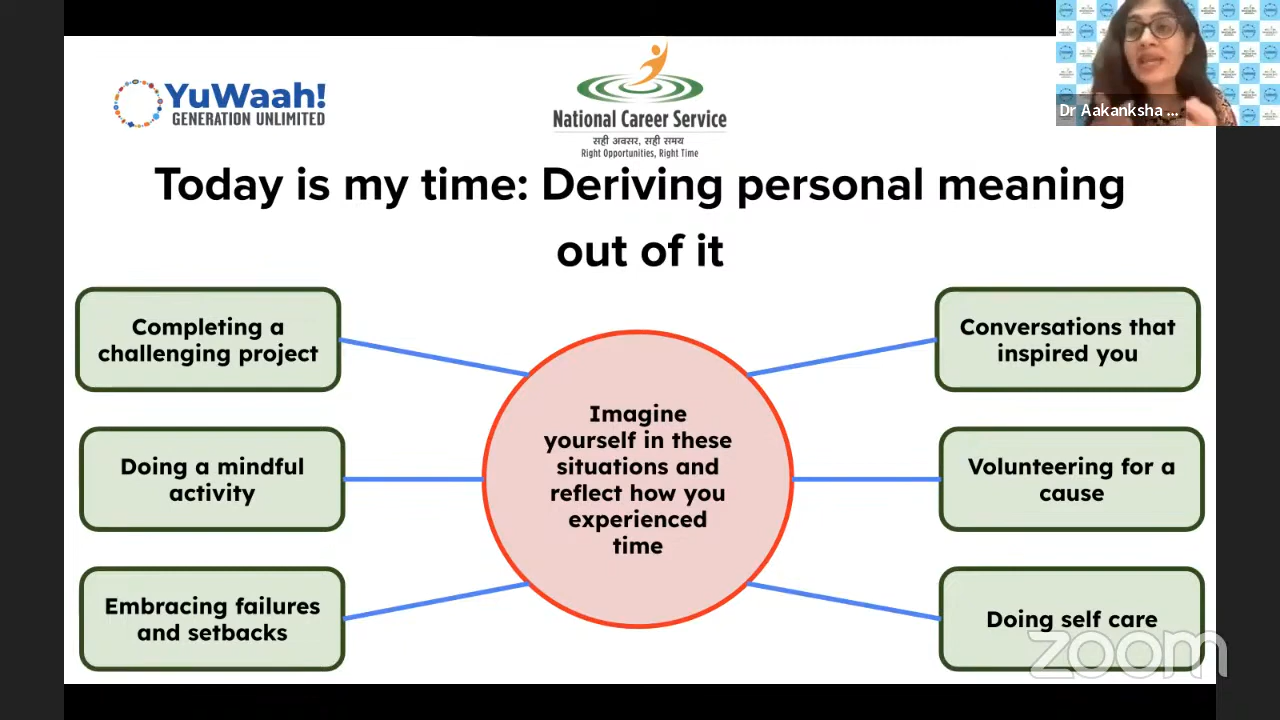 YuWaah!
GENERATION UNLIMITED
National Career Service
सही अवसर, सही समय
Right Opportunities, Right Time
Dr Aakanksha ...
Today is my time: Deriving personal meaning
out of it
Completing a
challenging project
Doing a mindful
activity
Embracing failures
and setbacks
Imagine
yourself in these
situations and
reflect how you
experienced
time
Conversations that
inspired you
Volunteering for a
cause
Doing self care
zoom